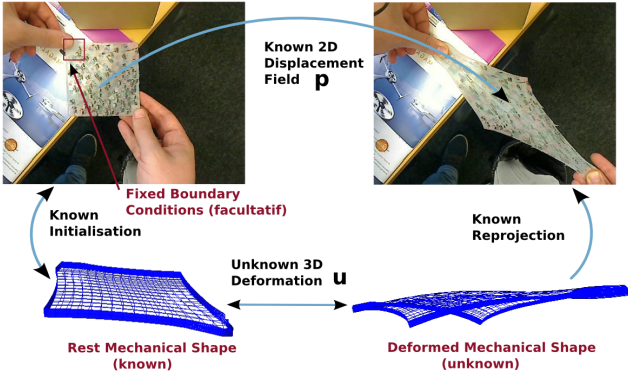 Known 2D
Displacement
Field p
Fixed Boundary
Conditions (facultatif)
Known
Initialisation
Known
Reprojection
Unknown 3D
Deformation u
Rest Mechanical Shape
(known)
Deformed Mechanical Shape
(unknown)